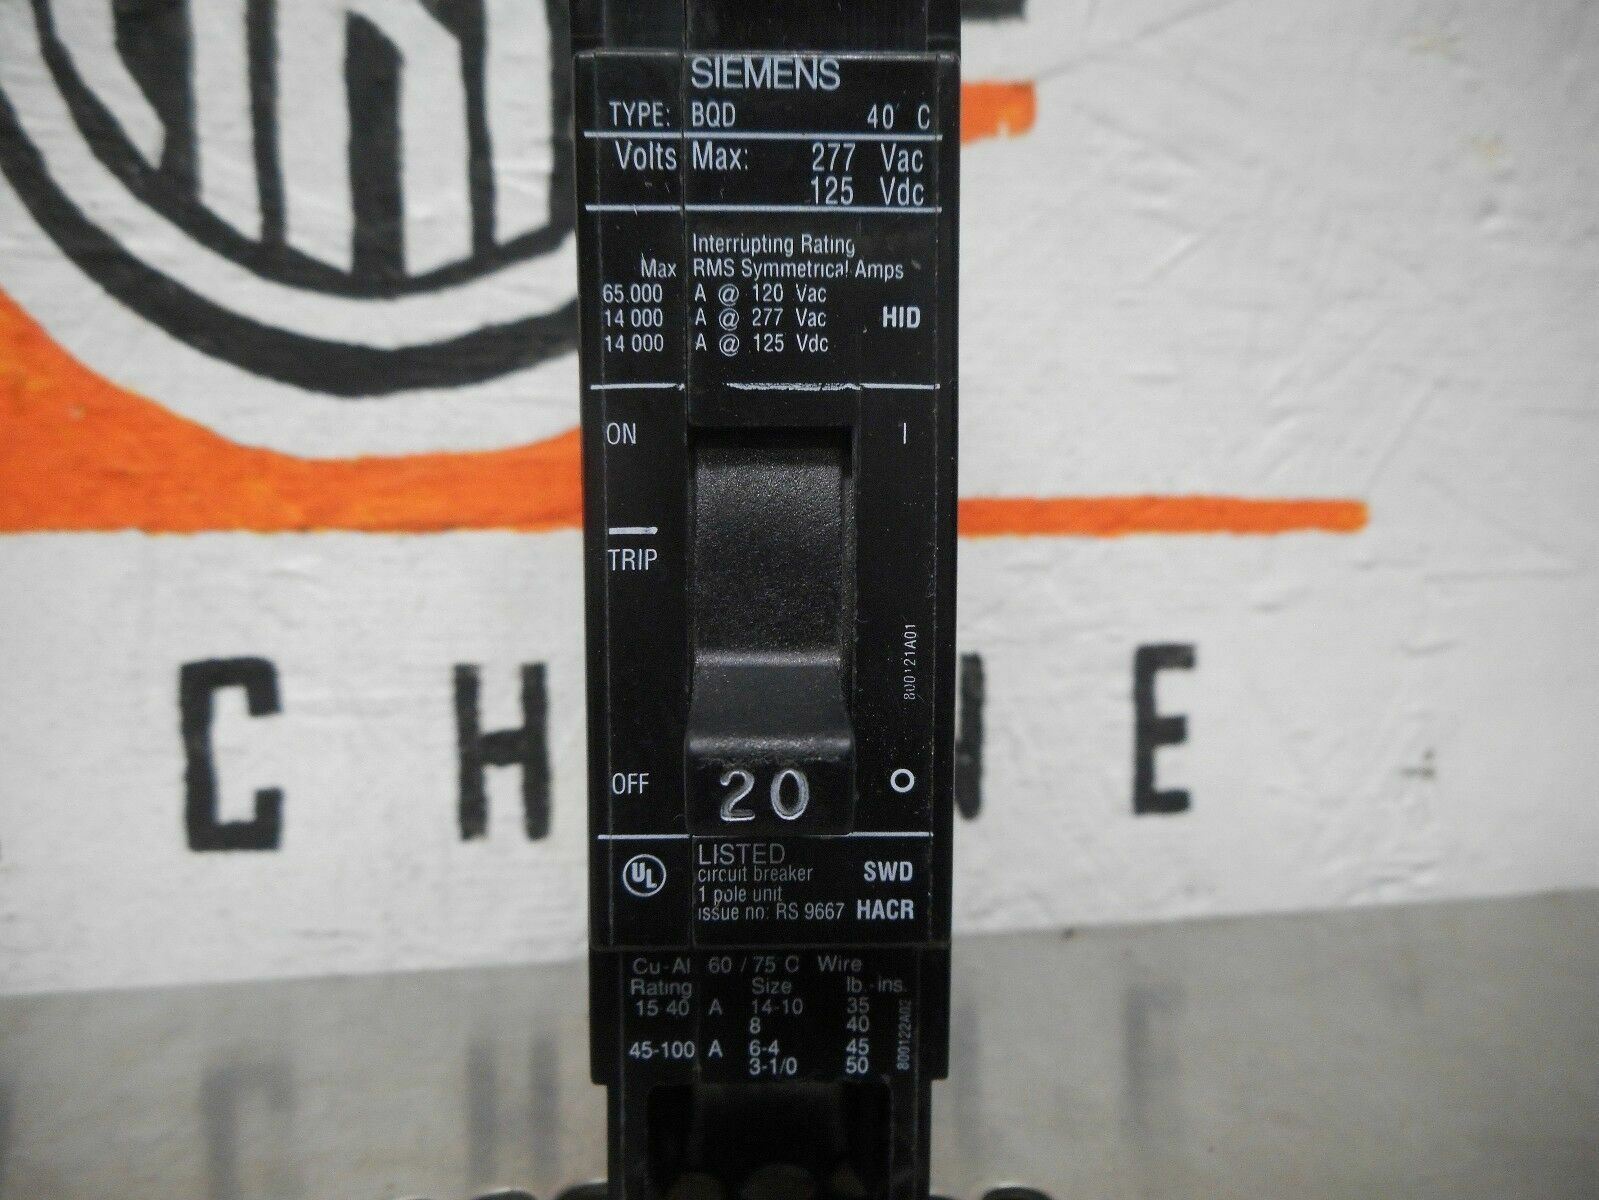 SIEMENS
TYPE: BQD 40° C
Volts Max: 277 Vac
125 Vdc
Interrupting Rating
Max RMS Symmetrical Amps
65,000 A @ 120 Vac
14 000 A @ 277 Vac HID
14 000 A @ 125 Vdc
ON I
TRIP
800121A01
C H NE
OFF 20 O
UL LISTED
circuit breaker SWD
1 pole unit
issue no: RS 9667 HACR
Cu-Al 60 / 75 C Wire
Rating Size lb.-ins.
15-40 A 14-10 35
8 40
45-100 A 6-4 45
3-1/0 50
800122A02